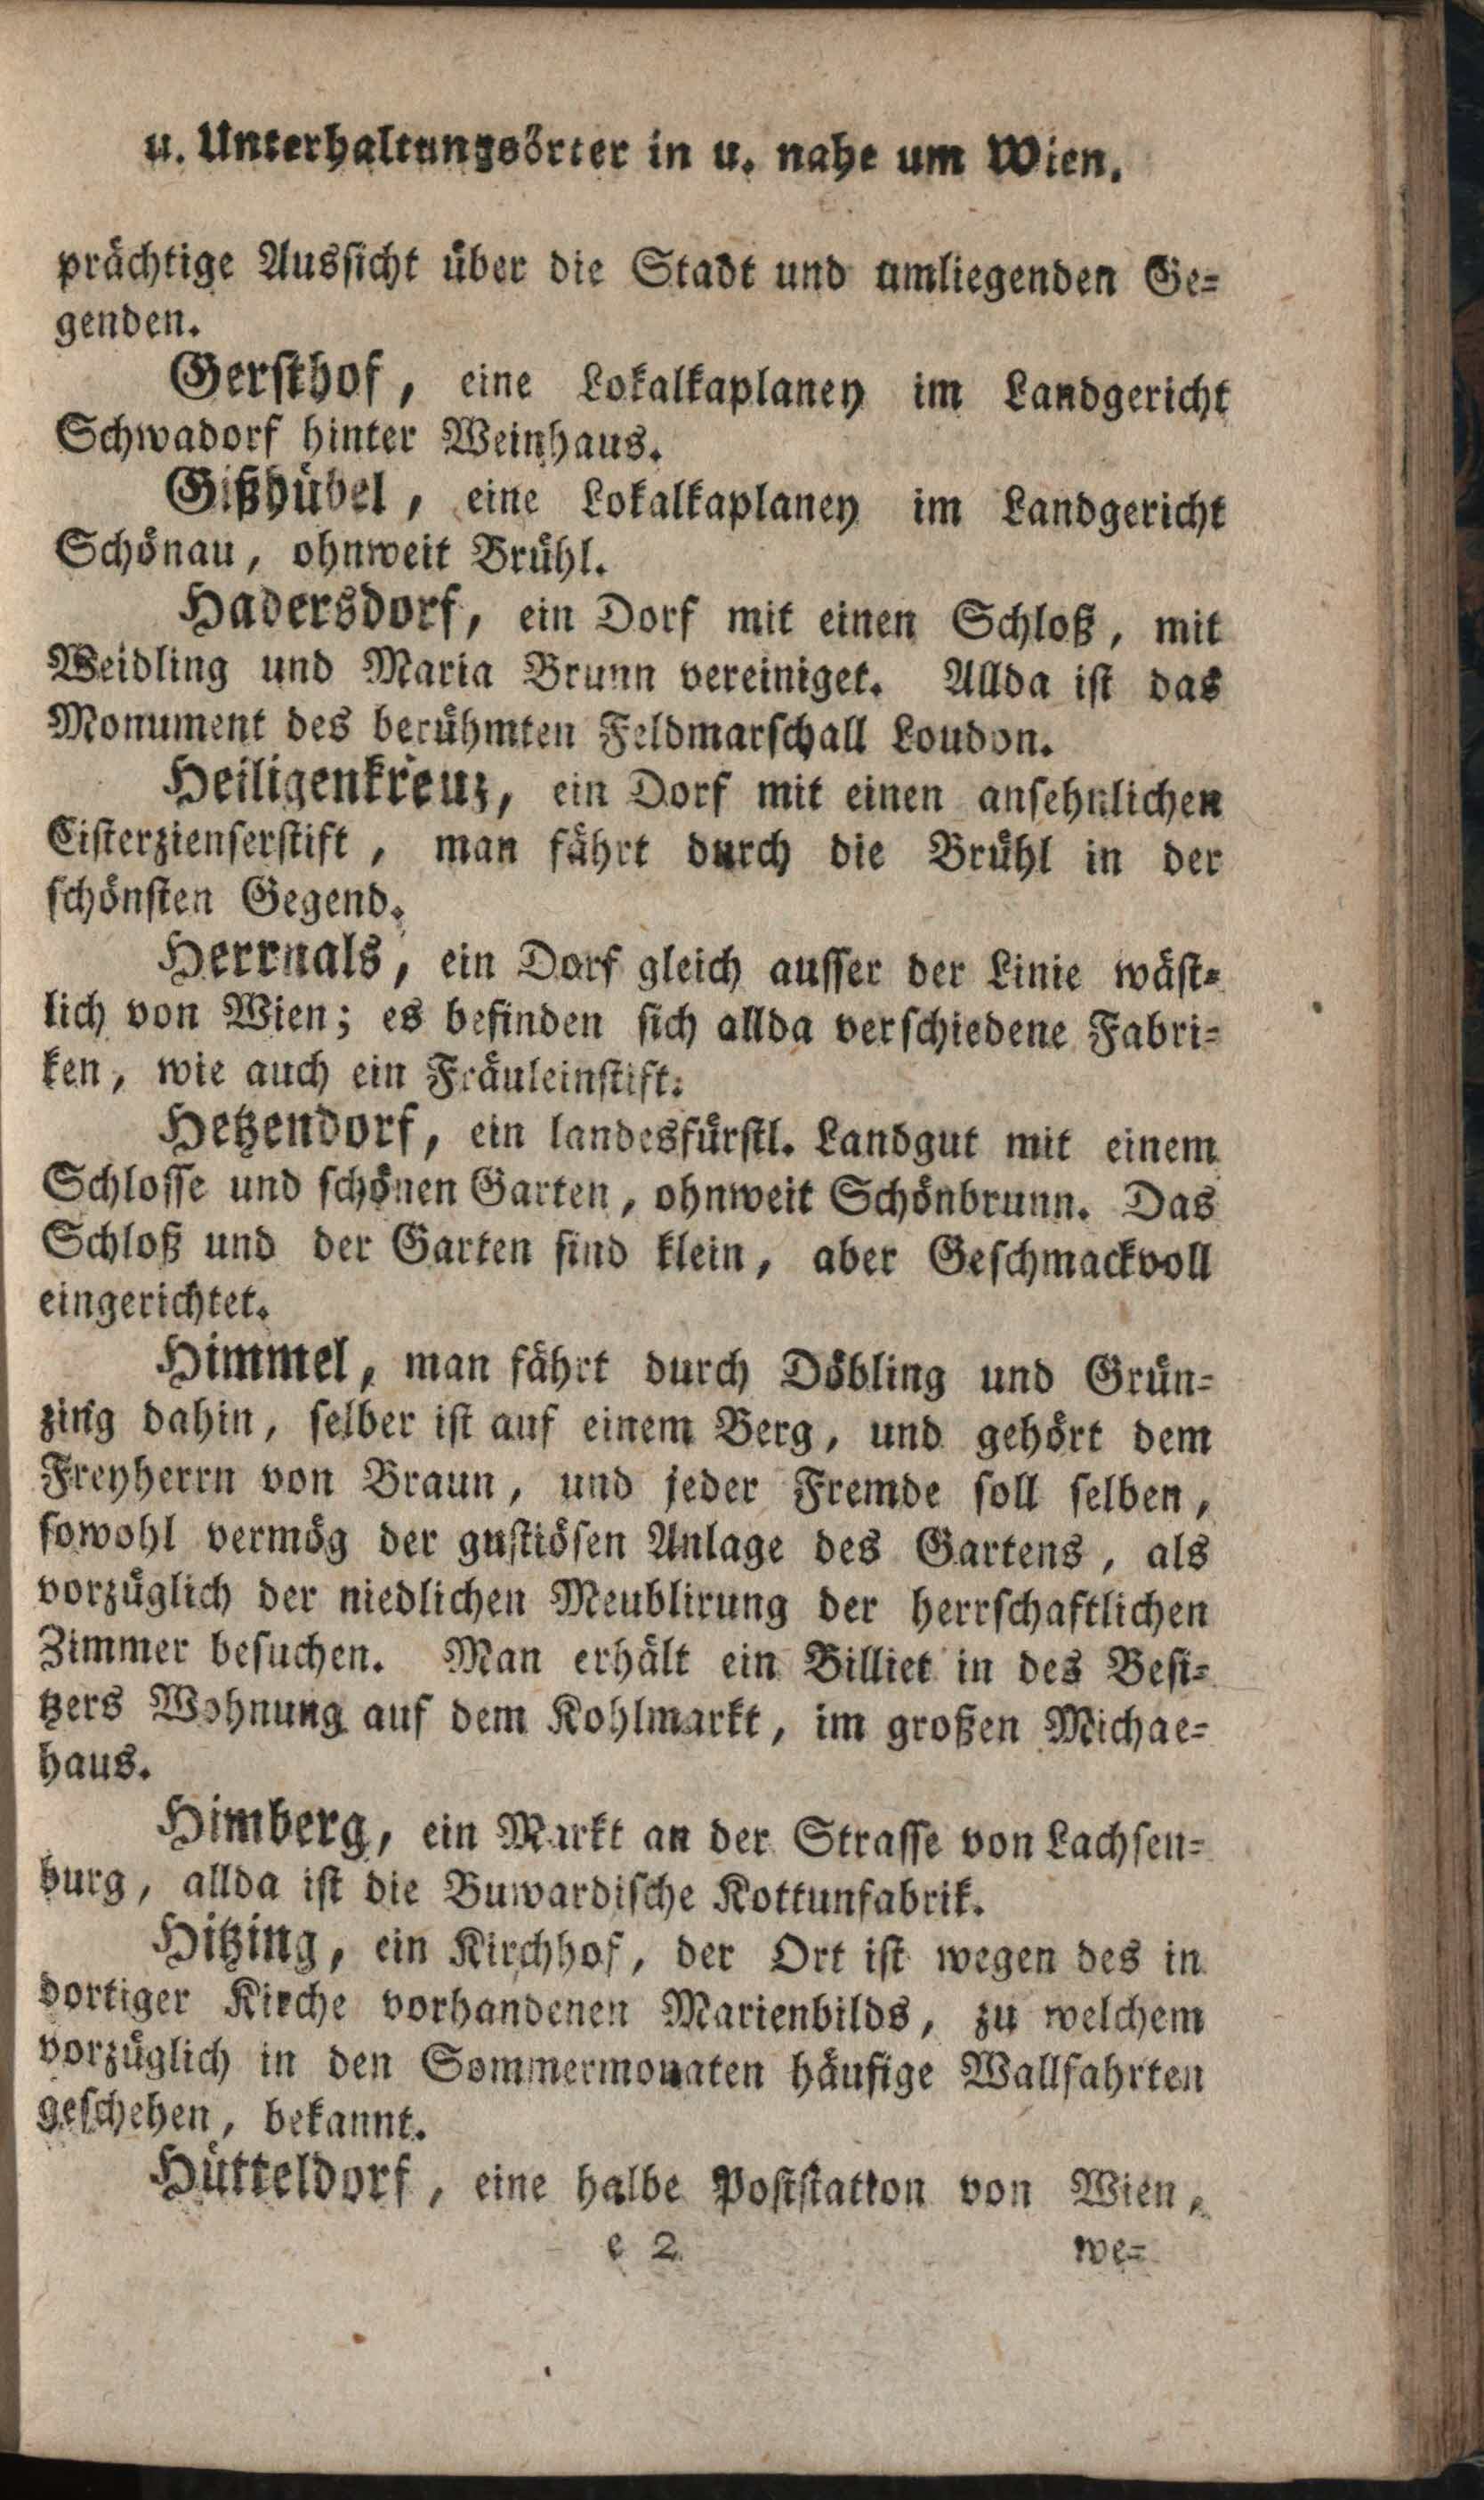 u. Unterhaltungsörter in u. nahe um Wien.
prächtige Aussicht über die Stadt und umliegenden Ge-
genden.
Gersthof, eine Lokalkaplaney im Landgericht
Schwadorf hinter Weinhaus.
Gißhübel, eine Lokalkaplaney im Landgericht
Schönau, ohnweit Brühl.
Hadersdorf, ein Dorf mit einen Schloß, mit
Weidling und Maria Brunn vereiniget. Allda ist das
Monument des berühmten Feldmarschall Loudon.
Heiligenkreuz, ein Dorf mit einen ansehnlichen
Cisterzienserstift, man fährt durch die Brühl in der
schönsten Gegend.
Herrnals, ein Dorf gleich ausser der Linie wäst-
lich von Wien; es befinden sich allda verschiedene Fabri-
ken, wie auch ein Fräuleinstift.
Hetzendorf, ein landesfürstl. Landgut mit einem
Schlosse und schönen Garten, ohnweit Schönbrunn. Das
Schloß und der Garten sind klein, aber Geschmackvoll
eingerichtet.
Himmel, man fährt durch Döbling und Grün-
zing dahin, selber ist auf einem Berg, und gehört dem
Freyherrn von Braun, und jeder Fremde soll selben,
sowohl vermög der gustiösen Anlage des Gartens, als
vorzüglich der niedlichen Meublirung der herrschaftlichen
Zimmer besuchen. Man erhält ein Billiet in des Besi-
tzers Wohnung auf dem Kohlmarkt, im großen Michae-
haus.
Himberg, ein Markt an der Strasse von Lachsen-
burg, allda ist die Buwardische Kottunfabrik.
Hitzing, ein Kirchhof, der Ort ist wegen des in
dortiger Kirche vorhandenen Marienbilds, zu welchem
vorzüglich in den Sommermonaten häufige Wallfahrten
geschehen, bekannt.
Hütteldorf, eine halbe Poststation von Wien,
e 2
we-